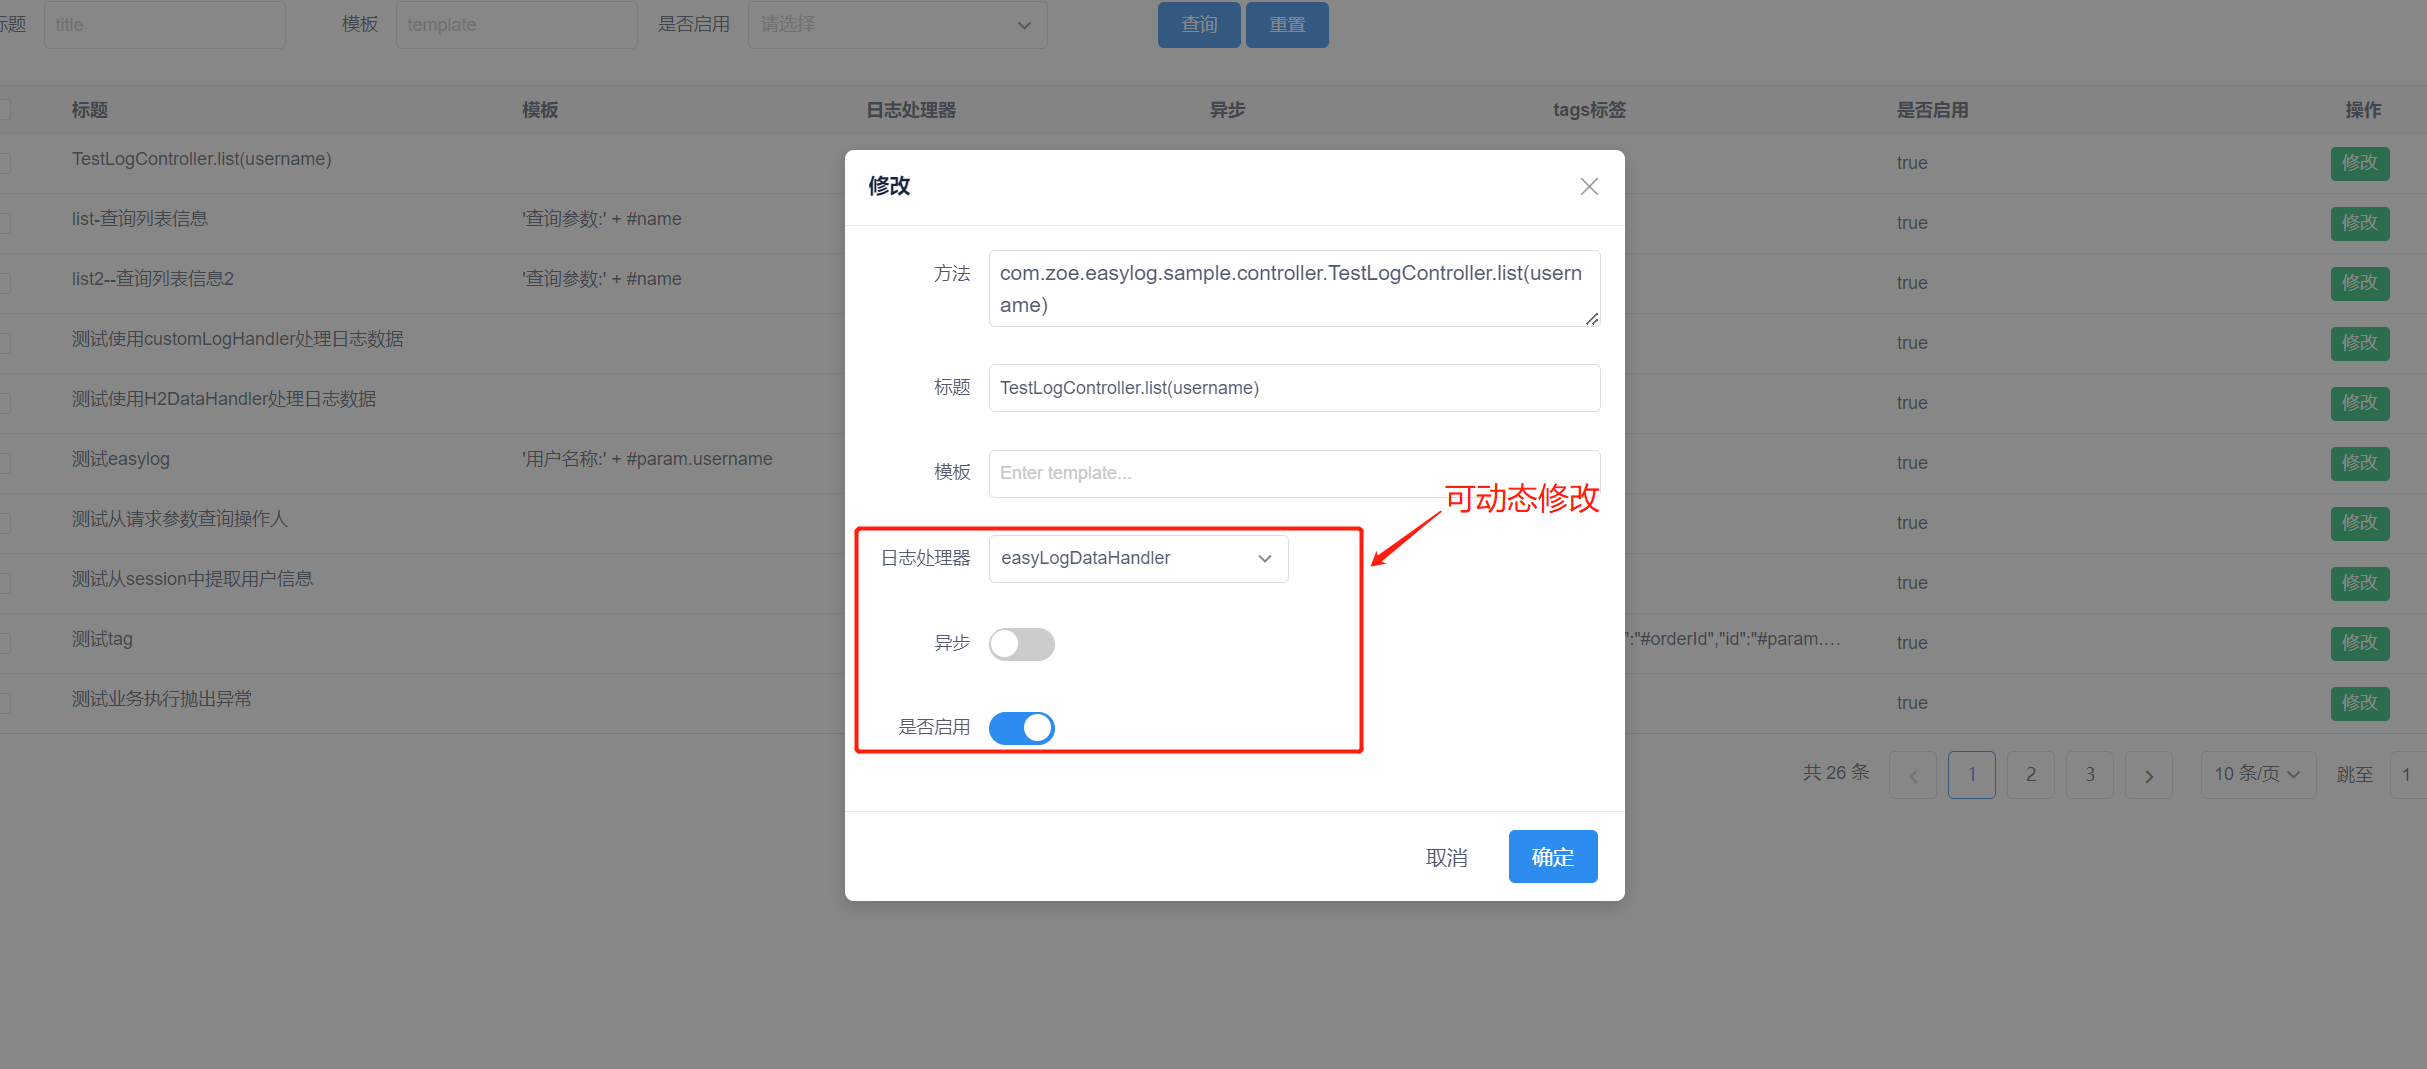 标题 title 模板 template 是否启用 请选择 查询 重置
标题 模板 日志处理器 异步 tags标签 是否启用 操作
TestLogController.list(username) true 修改
list-查询列表信息 '查询参数:' + #name true 修改
list2--查询列表信息2 '查询参数:' + #name true 修改
测试使用customLogHandler处理日志数据 true 修改
测试使用H2DataHandler处理日志数据 true 修改
测试easylog '用户名称:' + #param.username true 修改
测试从请求参数查询操作人 true 修改
测试从session中提取用户信息 true 修改
测试tag ":"#orderId","id":"#param.... true 修改
测试业务执行抛出异常 true 修改
共 26 条 1 2 3 10 条/页 跳至 1
修改
方法 com.zoe.easylog.sample.controller.TestLogController.list(usern
ame)
标题 TestLogController.list(username)
模板 Enter template...
可动态修改
日志处理器 easyLogDataHandler
异步
是否启用
取消 确定